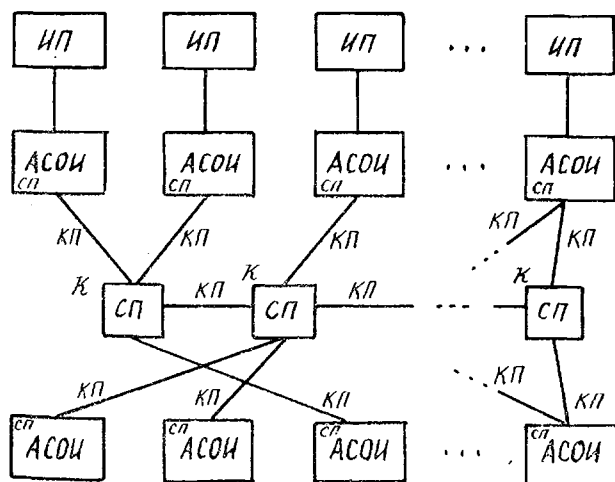 ИП ИП ИП ... ИП
АСОИ АСОИ АСОИ ... АСОИ
СП СП СП СП
КП КП КП КП КП
К К К
СП КП СП КП ... СП
КП КП КП КП КП
СП СП СП СП
АСОИ АСОИ АСОИ ... АСОИ